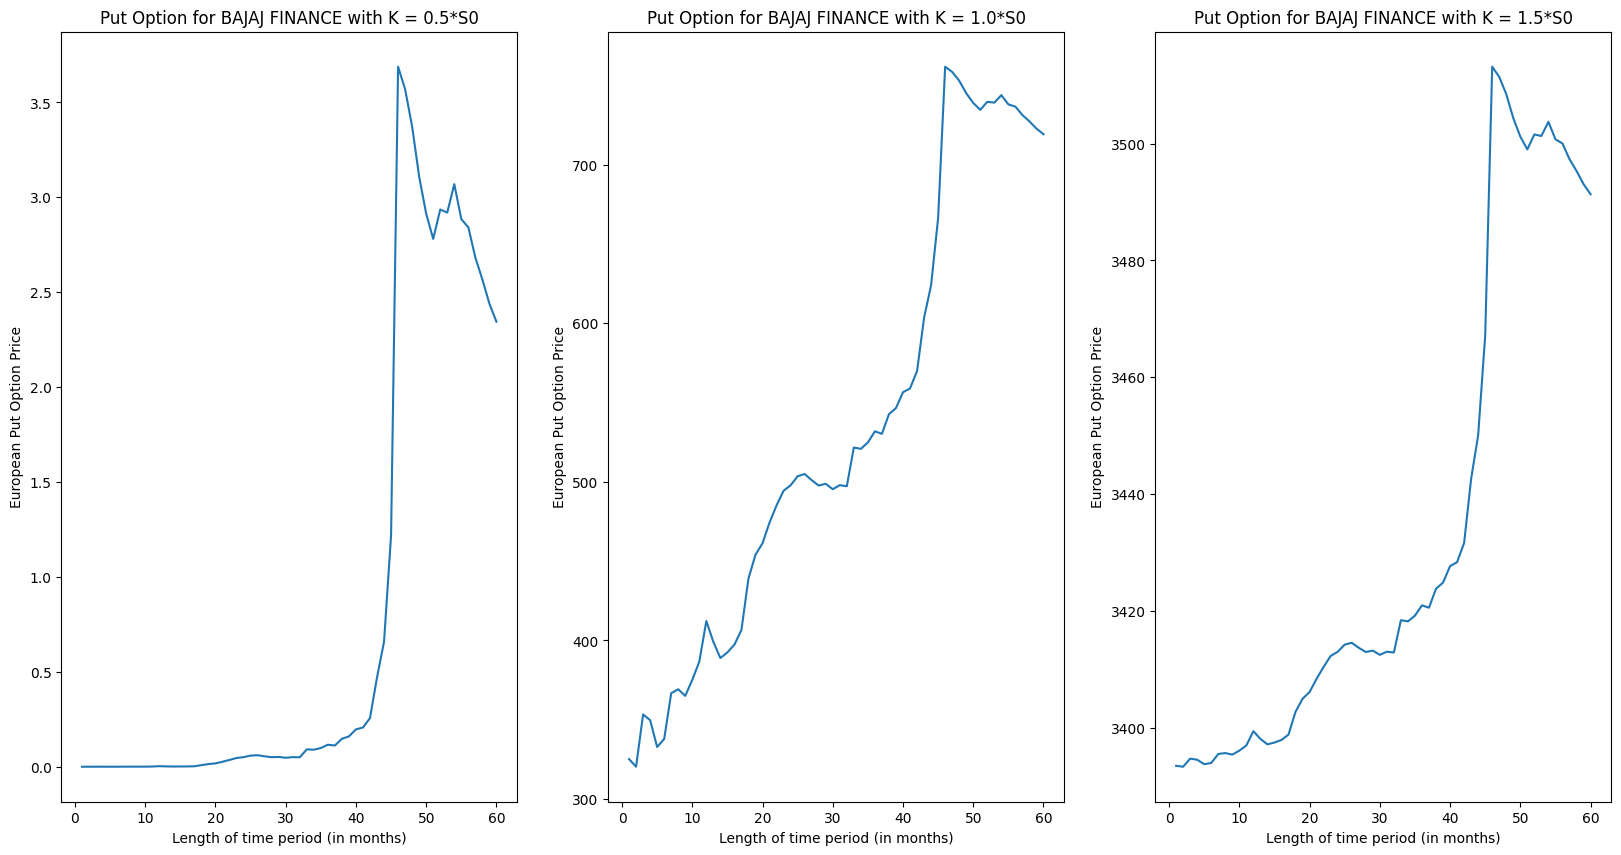 Put Option for BAJAJ FINANCE with K = 0.5*S0
European Put Option Price
3.5
3.0
2.5
2.0
1.5
1.0
0.5
0.0
0 10 20 30 40 50 60
Length of time period (in months)
Put Option for BAJAJ FINANCE with K = 1.0*S0
European Put Option Price
700
600
500
400
300
0 10 20 30 40 50 60
Length of time period (in months)
Put Option for BAJAJ FINANCE with K = 1.5*S0
European Put Option Price
3500
3480
3460
3440
3420
3400
0 10 20 30 40 50 60
Length of time period (in months)